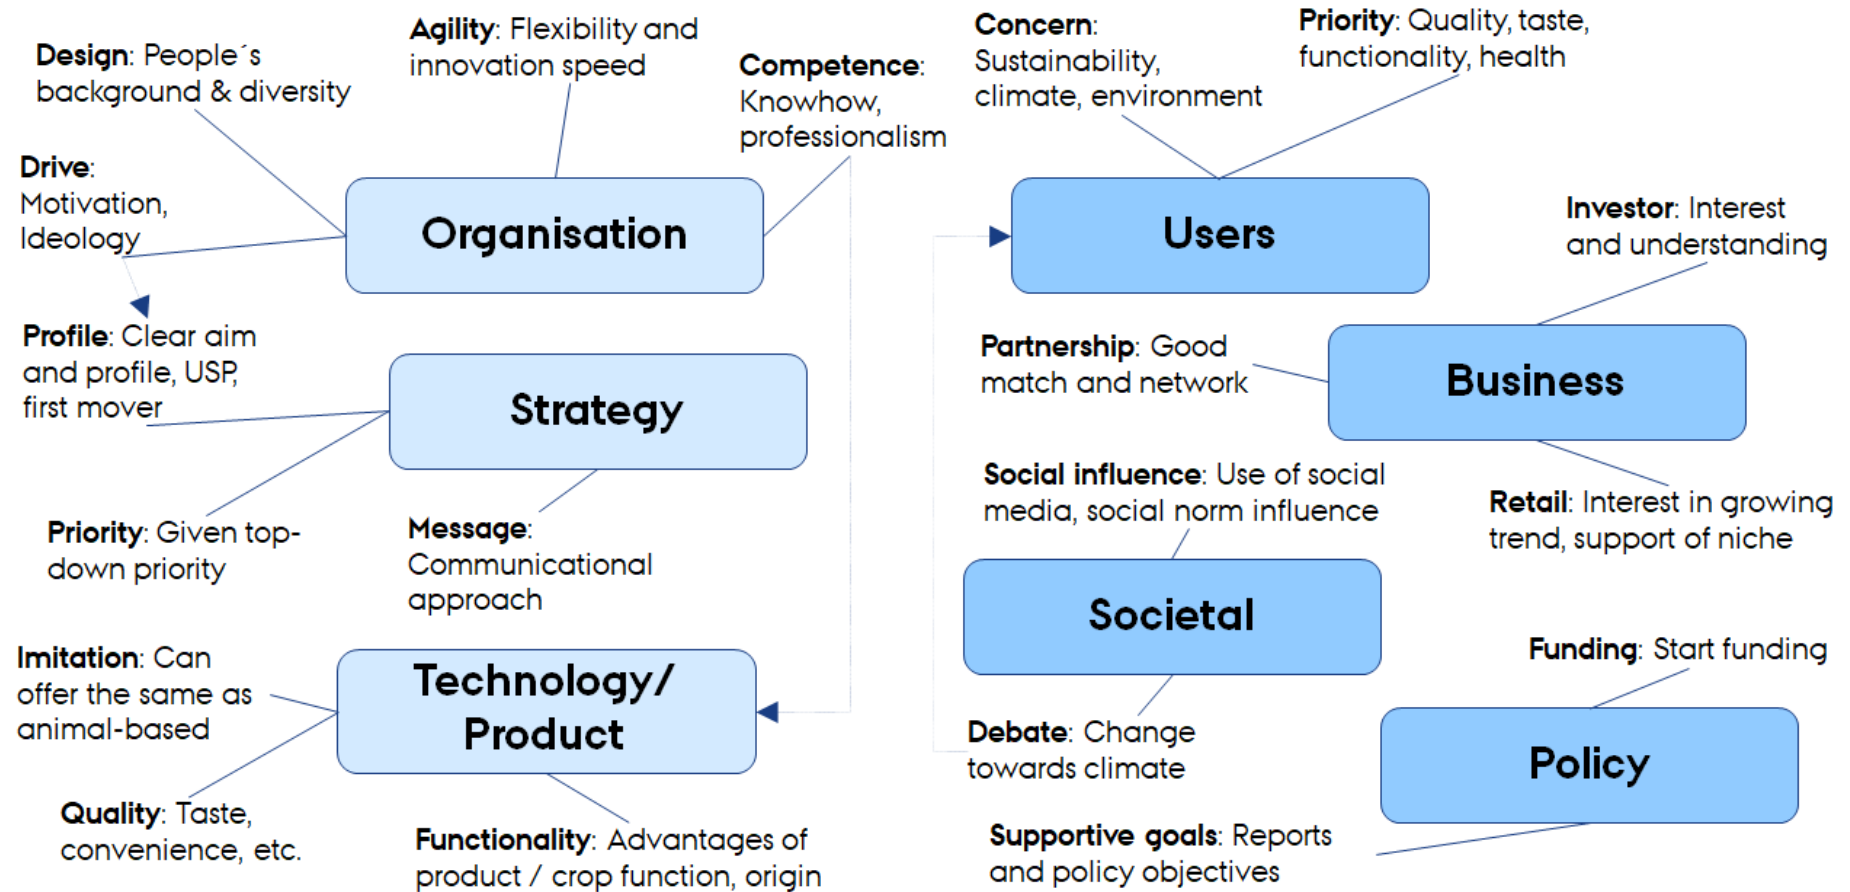 Design: People´s
background & diversity
Agility: Flexibility and
innovation speed
Competence:
Knowhow,
professionalism
Drive:
Motivation,
Ideology
Organisation
Profile: Clear aim
and profile, USP,
first mover
Strategy
Priority: Given top-
down priority
Message:
Communicational
approach
Imitation: Can
offer the same as
animal-based
Technology/
Product
Quality: Taste,
convenience, etc.
Functionality: Advantages of
product / crop function, origin
Concern:
Sustainability,
climate, environment
Priority: Quality, taste,
functionality, health
Users
Investor: Interest
and understanding
Partnership: Good
match and network
Business
Social influence: Use of social
media, social norm influence
Retail: Interest in growing
trend, support of niche
Societal
Funding: Start funding
Debate: Change
towards climate
Policy
Supportive goals: Reports
and policy objectives